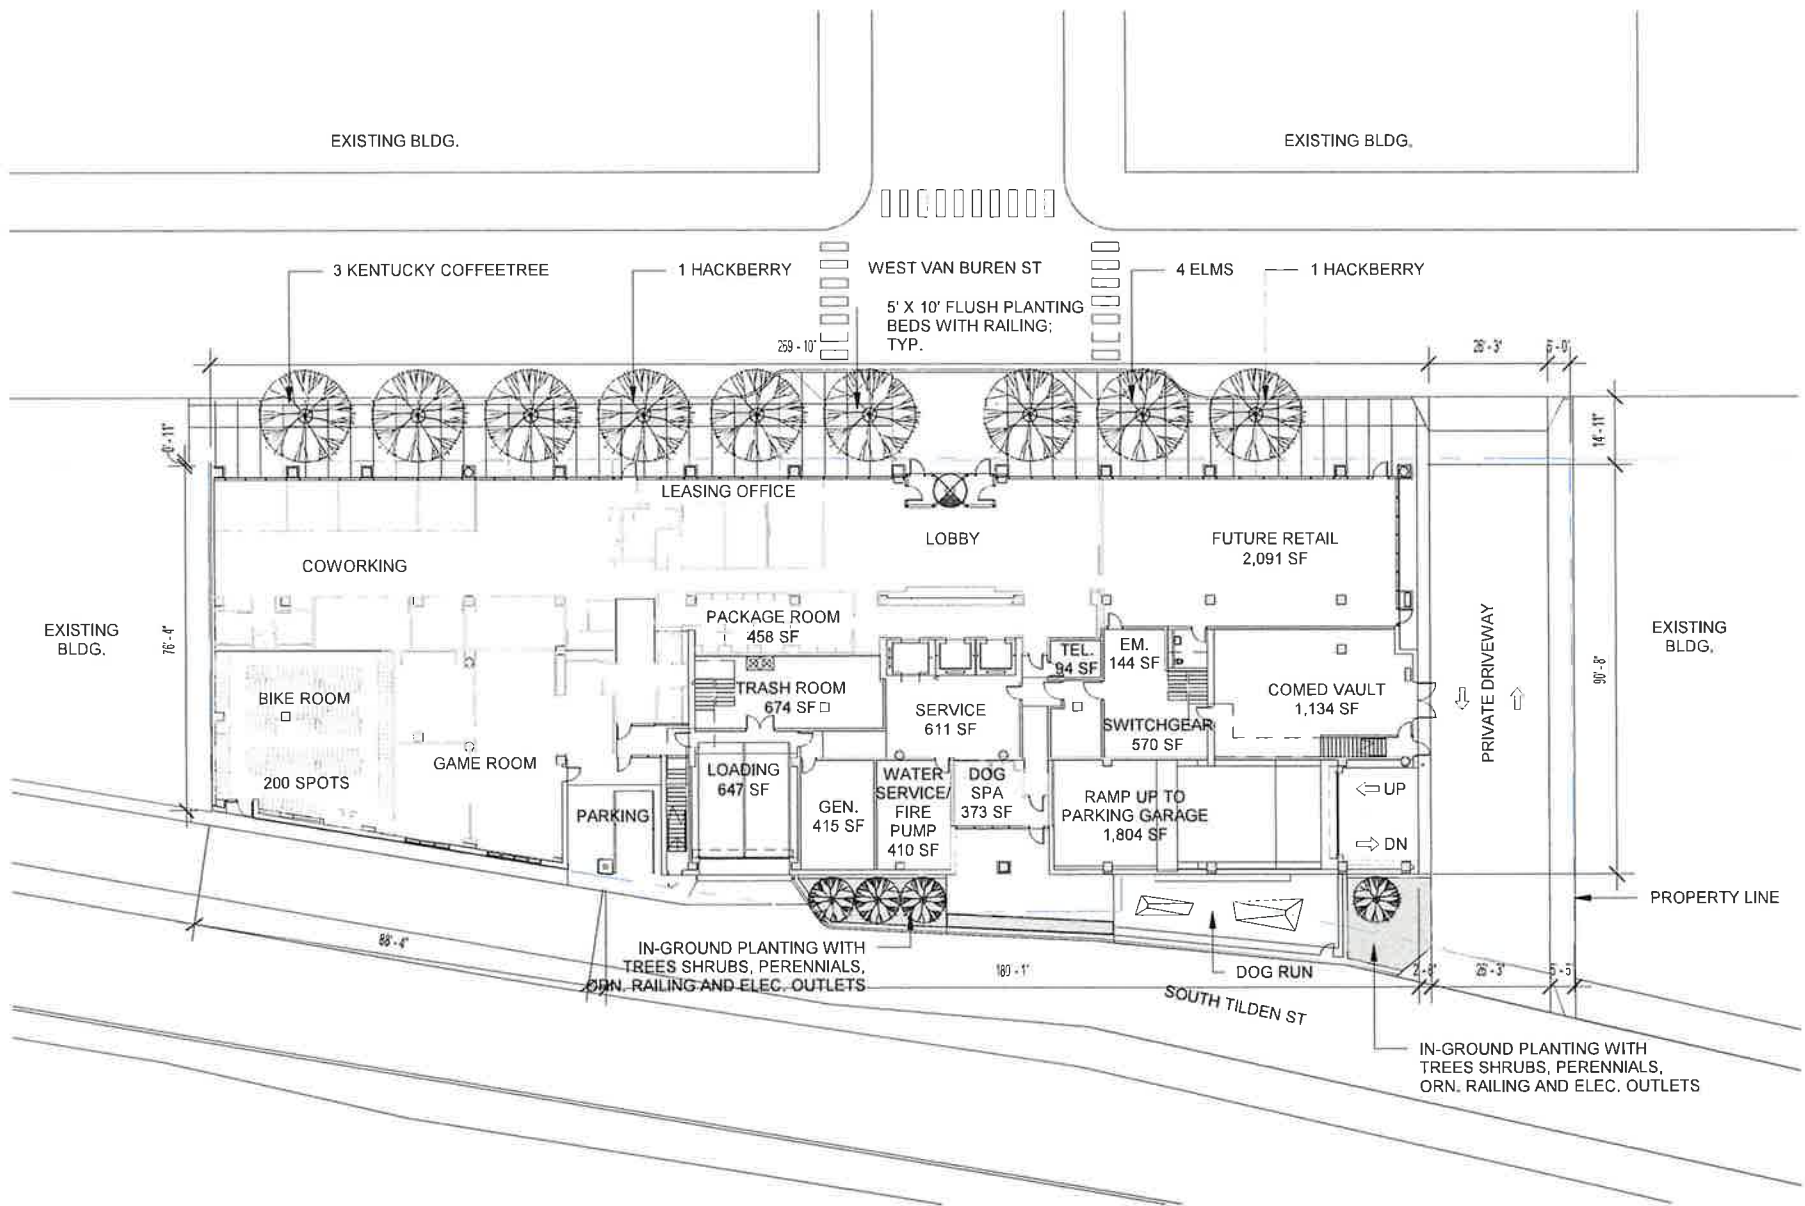 EXISTING BLDG.
EXISTING BLDG.
3 KENTUCKY COFFEETREE
1 HACKBERRY
WEST VAN BUREN ST
4 ELMS
1 HACKBERRY
5' X 10' FLUSH PLANTING
BEDS WITH RAILING;
TYP.
259 - 10"
26' - 3"
14' - 11"
LEASING OFFICE
LOBBY
FUTURE RETAIL
2,091 SF
COWORKING
EXISTING
BLDG.
76' - 4"
PACKAGE ROOM
458 SF
TEL.
94 SF
EM.
144 SF
PRIVATE DRIVEWAY
EXISTING
BLDG.
90' - 8"
BIKE ROOM
200 SPOTS
GAME ROOM
TRASH ROOM
674 SF
SERVICE
611 SF
SWITCHGEAR
570 SF
COMED VAULT
1,134 SF
LOADING
647 SF
PARKING
GEN.
415 SF
WATER
SERVICE/
FIRE
PUMP
410 SF
DOG
SPA
373 SF
RAMP UP TO
PARKING GARAGE
1,804 SF
UP
DN
PROPERTY LINE
88' - 4"
IN-GROUND PLANTING WITH
TREES SHRUBS, PERENNIALS,
ORN. RAILING AND ELEC. OUTLETS
180 - 1"
DOG RUN
26' - 3"
5 - 5"
SOUTH TILDEN ST
IN-GROUND PLANTING WITH
TREES SHRUBS, PERENNIALS,
ORN. RAILING AND ELEC. OUTLETS